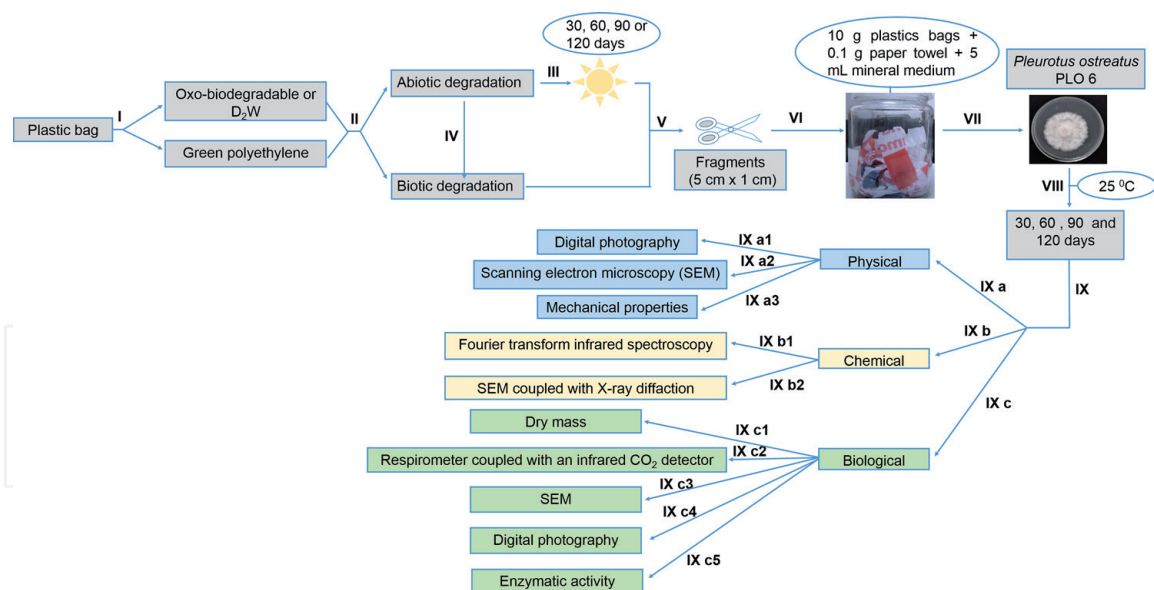 30, 60, 90 or
120 days
10 g plastics bags +
0.1 g paper towel + 5
mL mineral medium
Pleurotus ostreatus
PLO 6
Plastic bag
I
Oxo-biodegradable or
D₂W
Green polyethylene
II
Abiotic degradation
III
IV
Biotic degradation
V
Fragments
(5 cm x 1 cm)
VI
VII
VIII
25 ⁰C
30, 60 , 90 and
120 days
IX
IX a
IX b
IX c
Physical
IX a1
Digital photography
IX a2
Scanning electron microscopy (SEM)
IX a3
Mechanical properties
Chemical
IX b1
Fourier transform infrared spectroscopy
IX b2
SEM coupled with X-ray diffaction
Biological
IX c1
Dry mass
IX c2
Respirometer coupled with an infrared CO₂ detector
IX c3
SEM
IX c4
Digital photography
IX c5
Enzymatic activity